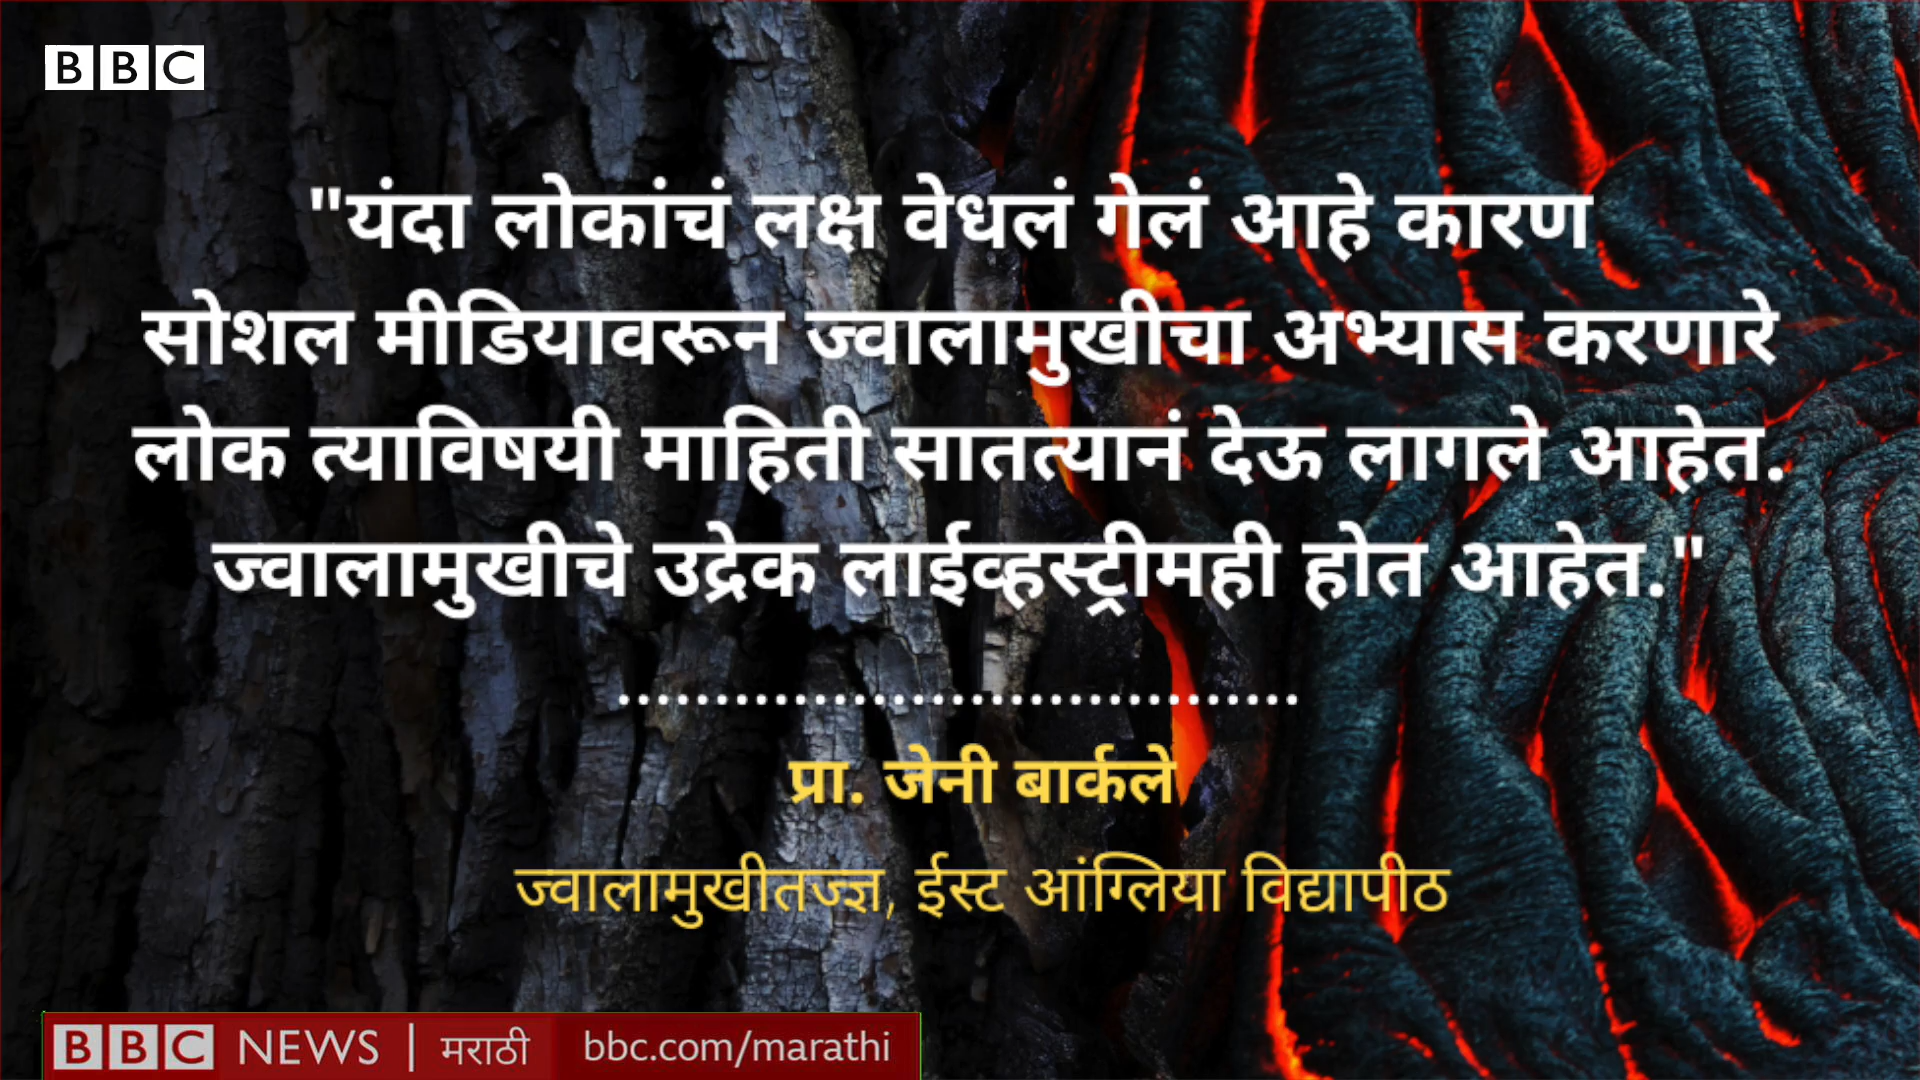 BBC
"यंदा लोकांचं लक्ष वेधलं गेलं आहे कारण
सोशल मीडियावरून ज्वालामुखीचा अभ्यास करणारे
लोक त्याविषयी माहिती सातत्यानं देऊ लागले आहेत.
ज्वालामुखीचे उद्रेक लाईव्हस्ट्रीमही होत आहेत."
...................................
प्रा. जेनी बार्कले
ज्वालामुखीतज्ज्ञ, ईस्ट आंग्लिया विद्यापीठ
BBC NEWS | मराठी bbc.com/marathi